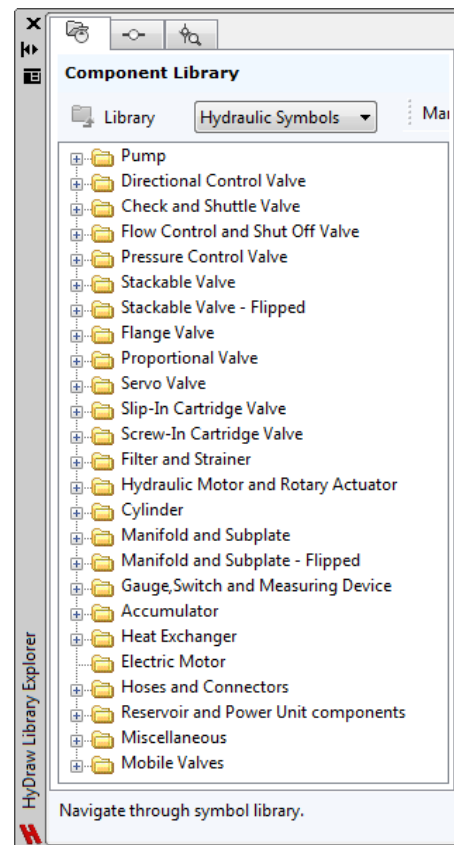 Component Library
Library Hydraulic Symbols Mar
Pump
Directional Control Valve
Check and Shuttle Valve
Flow Control and Shut Off Valve
Pressure Control Valve
Stackable Valve
Stackable Valve - Flipped
Flange Valve
Proportional Valve
Servo Valve
Slip-In Cartridge Valve
Screw-In Cartridge Valve
Filter and Strainer
Hydraulic Motor and Rotary Actuator
Cylinder
Manifold and Subplate
Manifold and Subplate - Flipped
Gauge,Switch and Measuring Device
Accumulator
Heat Exchanger
Electric Motor
Hoses and Connectors
Reservoir and Power Unit components
Miscellaneous
Mobile Valves
Navigate through symbol library.
HyDraw Library Explorer